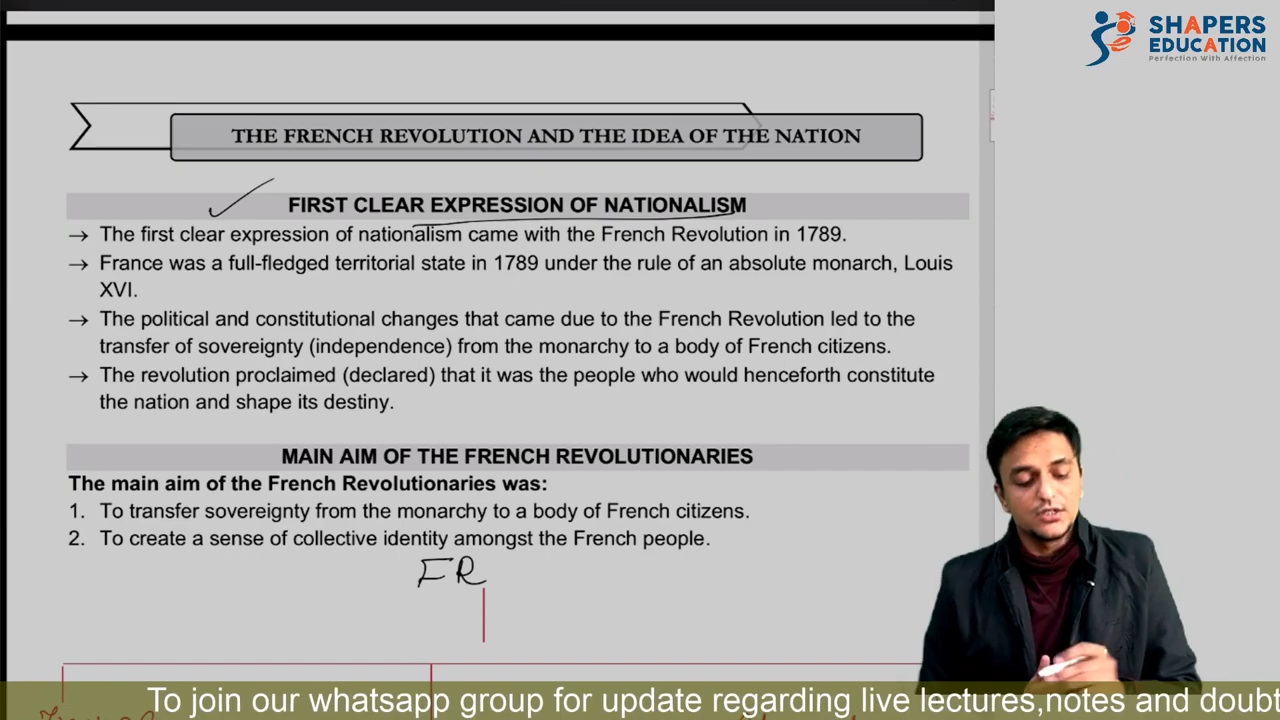 SHAPERS
EDUCATION
Perfection With Affection
THE FRENCH REVOLUTION AND THE IDEA OF THE NATION
FIRST CLEAR EXPRESSION OF NATIONALISM
→ The first clear expression of nationalism came with the French Revolution in 1789.
→ France was a full-fledged territorial state in 1789 under the rule of an absolute monarch, Louis
XVI.
→ The political and constitutional changes that came due to the French Revolution led to the
transfer of sovereignty (independence) from the monarchy to a body of French citizens.
→ The revolution proclaimed (declared) that it was the people who would henceforth constitute
the nation and shape its destiny.
MAIN AIM OF THE FRENCH REVOLUTIONARIES
The main aim of the French Revolutionaries was:
1. To transfer sovereignty from the monarchy to a body of French citizens.
2. To create a sense of collective identity amongst the French people.
FR
To join our whatsapp group for update regarding live lectures,notes and doubt